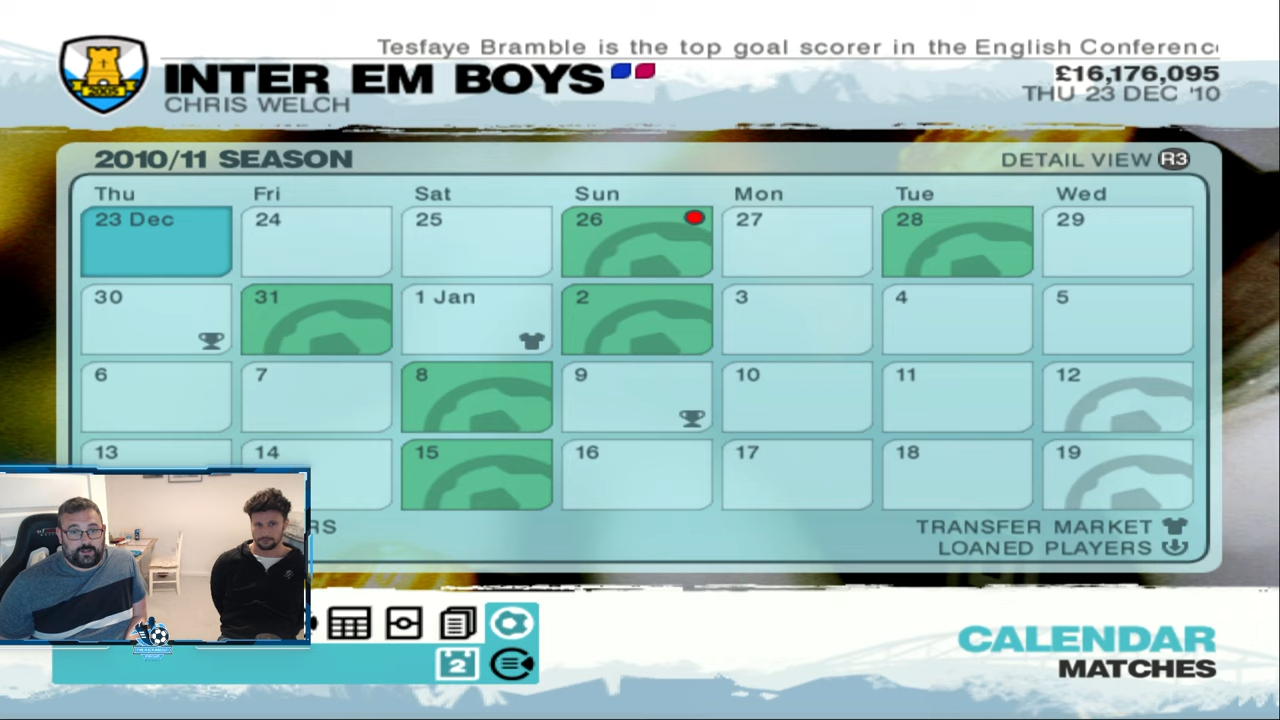 Tesfaye Bramble is the top goal scorer in the English Conferenc
INTER EM BOYS
£16,176,095
CHRIS WELCH
THU 23 DEC '10
2005
2010/11 SEASON
DETAIL VIEW R3
Thu Fri Sat Sun Mon Tue Wed
23 Dec 24 25 26 27 28 29
30 31 1 Jan 2 3 4 5
6 7 8 9 10 11 12
13 14 15 16 17 18 19
RS
TRANSFER MARKET
LOANED PLAYERS
2
CALENDAR
MATCHES